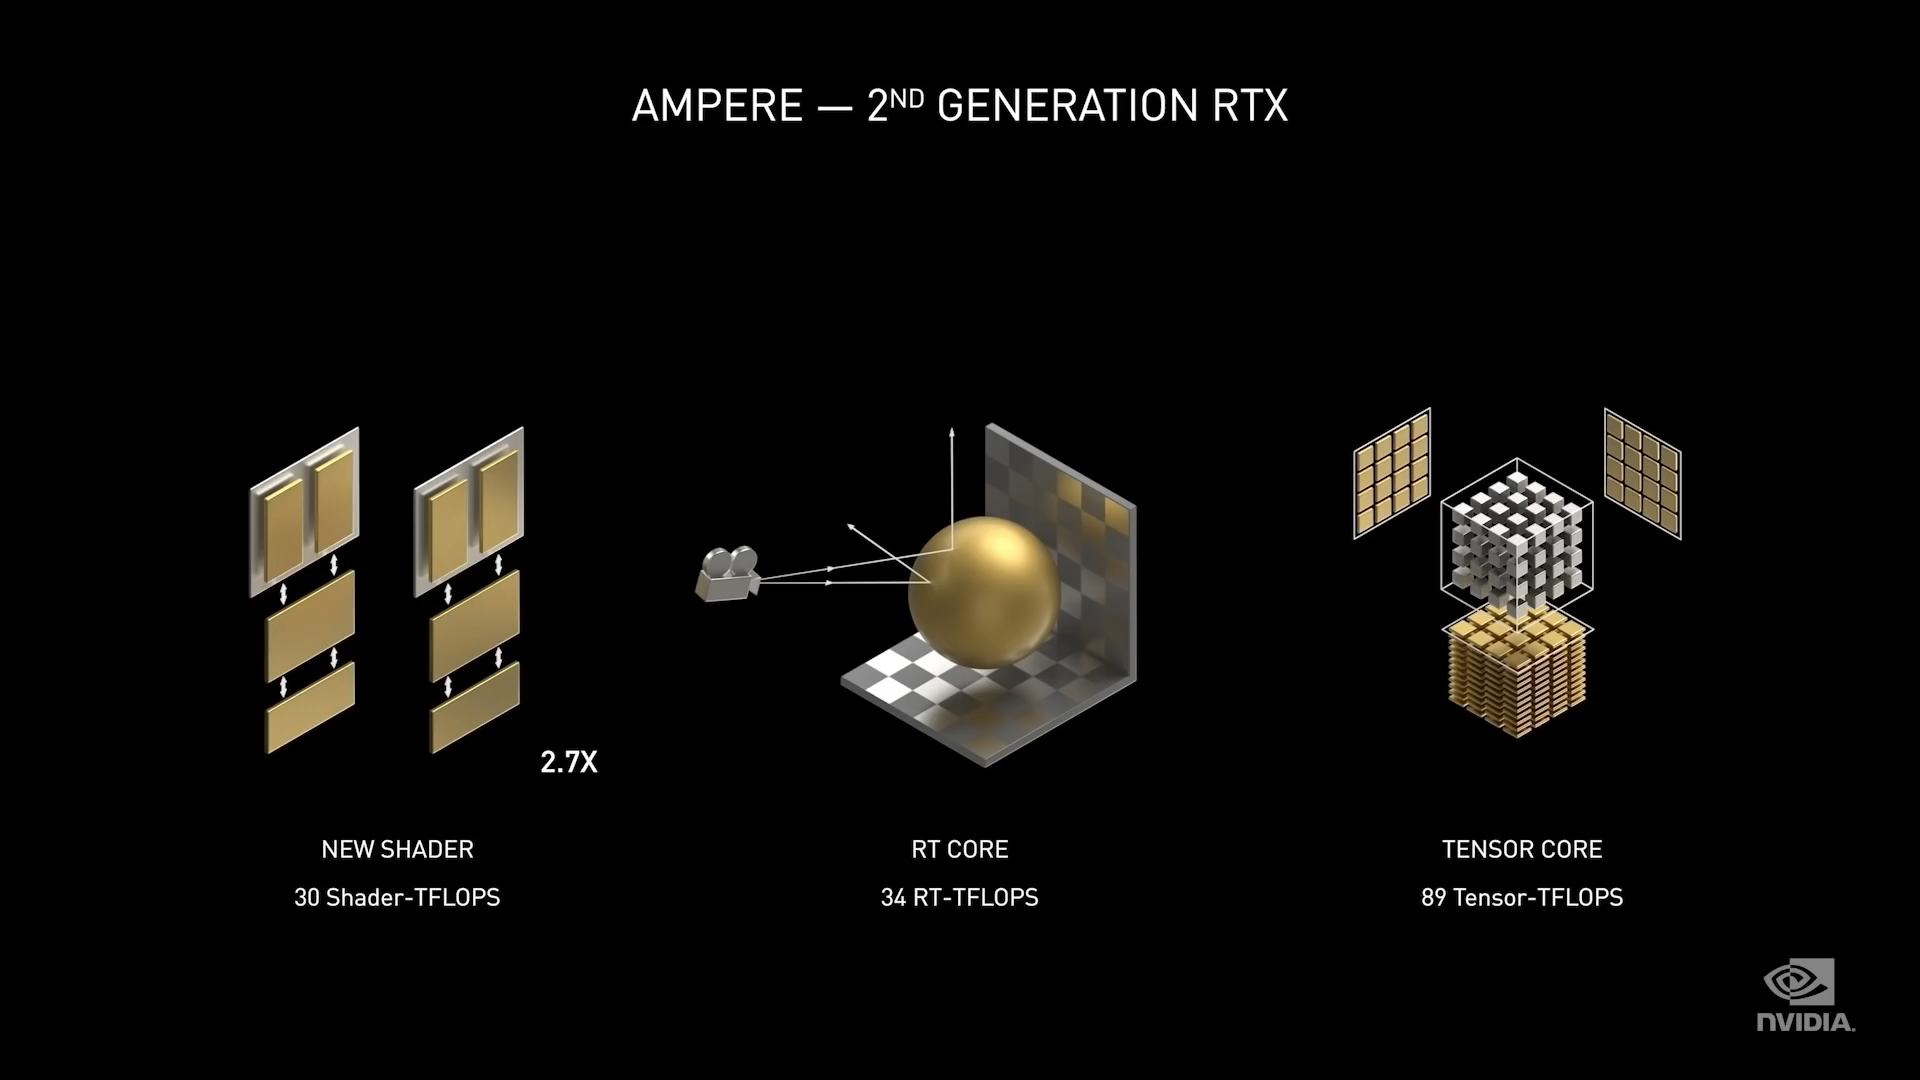 AMPERE — 2ND GENERATION RTX
2.7X
NEW SHADER
30 Shader-TFLOPS
RT CORE
34 RT-TFLOPS
TENSOR CORE
89 Tensor-TFLOPS
NVIDIA.